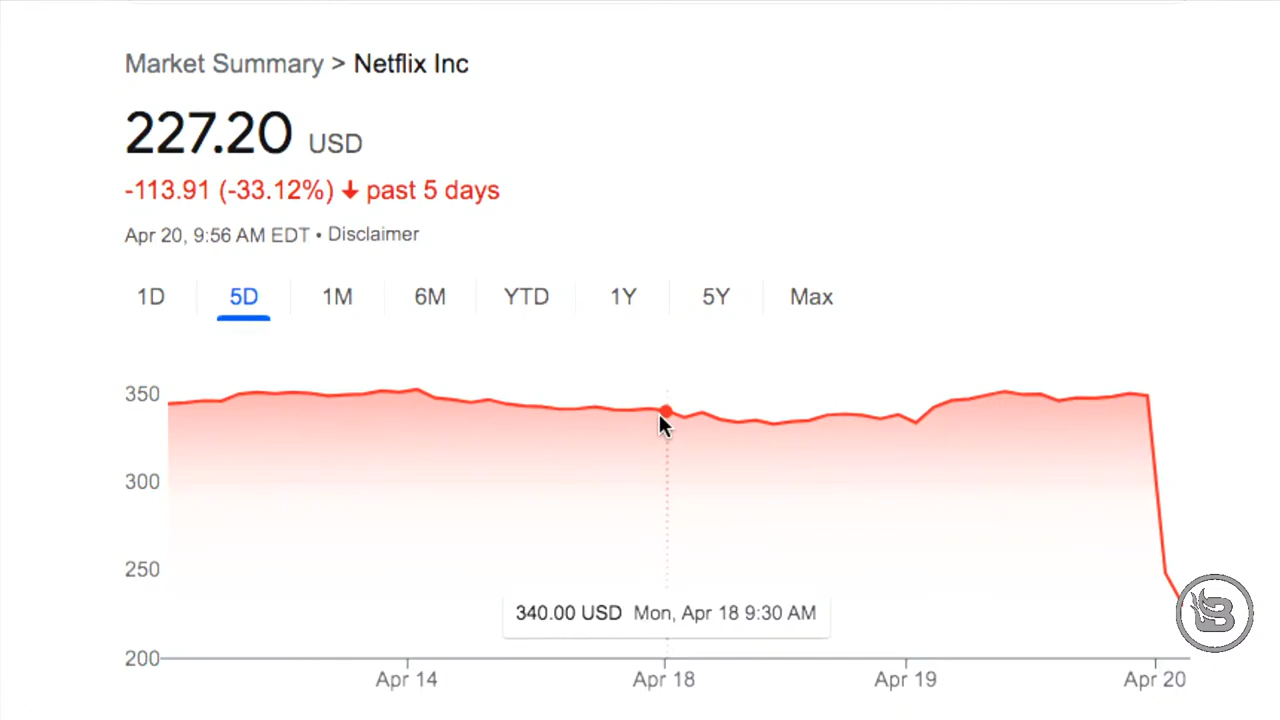 Market Summary > Netflix Inc
227.20 USD
-113.91 (-33.12%) ↓ past 5 days
Apr 20, 9:56 AM EDT • Disclaimer
1D 5D 1M 6M YTD 1Y 5Y Max
350
300
250
340.00 USD Mon, Apr 18 9:30 AM
200
Apr 14 Apr 18 Apr 19 Apr 20
B